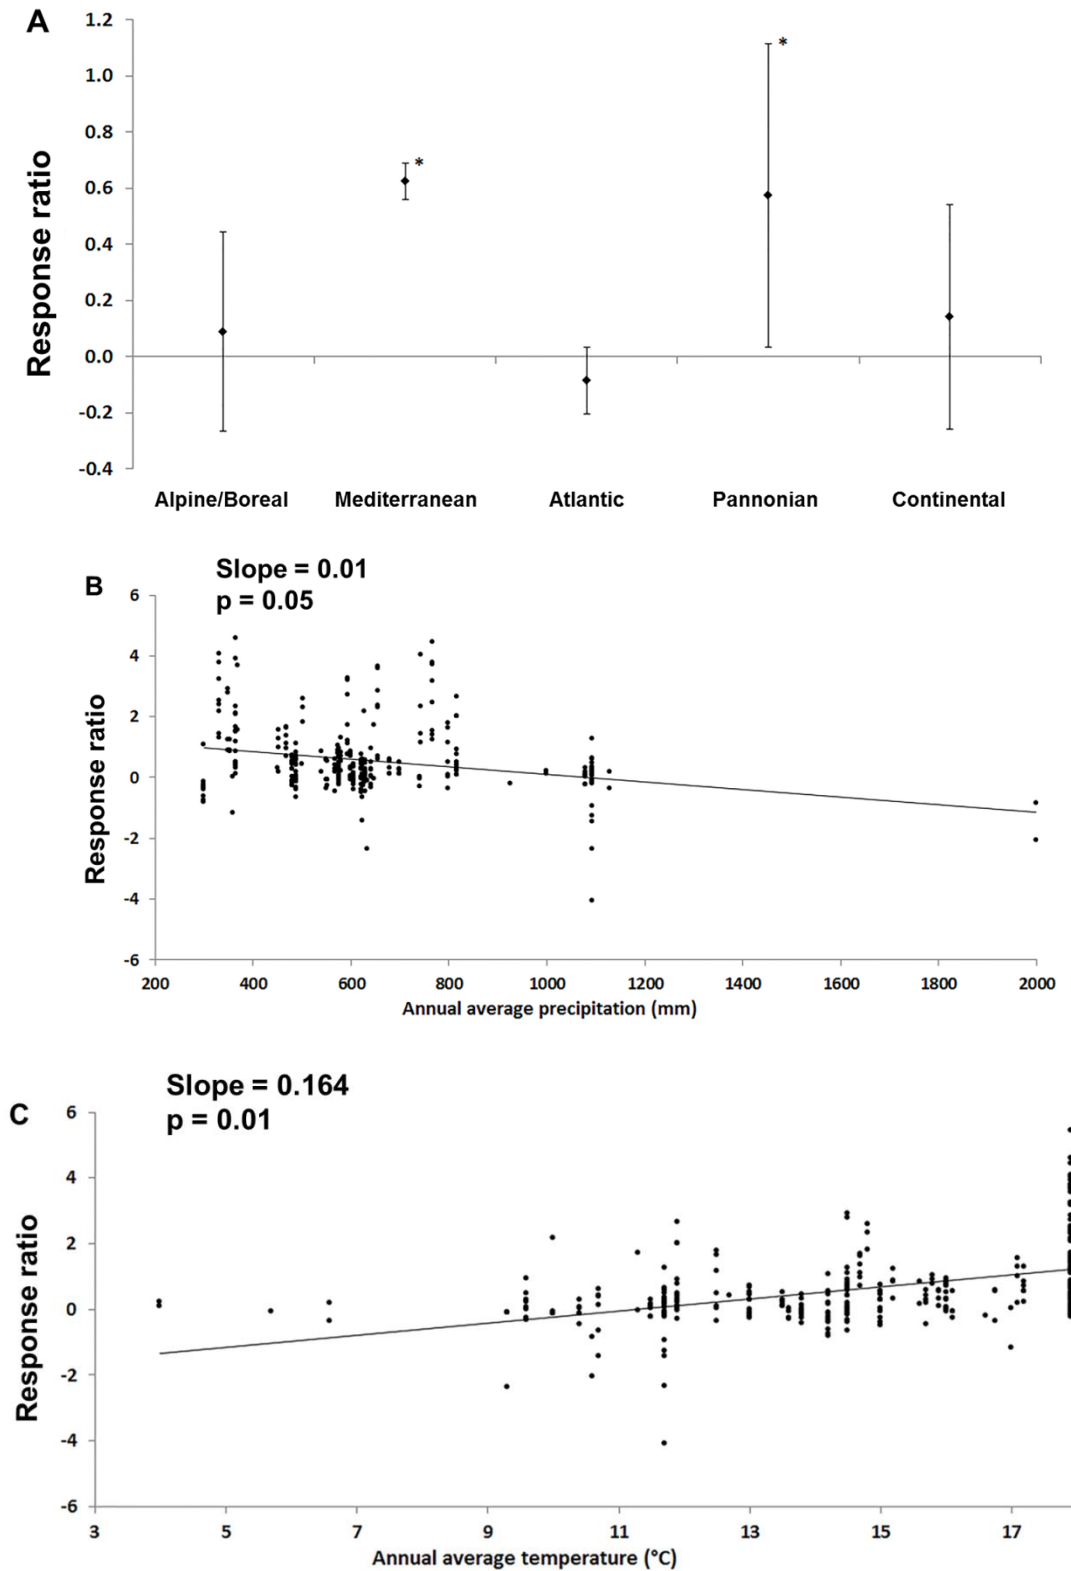 A
1.2
1.0
0.8
0.6
0.4
0.2
0.0
-0.2
-0.4
Response ratio
*
*
Alpine/Boreal Mediterranean Atlantic Pannonian Continental
B
Slope = 0.01
p = 0.05
6
4
2
0
-2
-4
-6
Response ratio
200 400 600 800 1000 1200 1400 1600 1800 2000
Annual average precipitation (mm)
C
Slope = 0.164
p = 0.01
6
4
2
0
-2
-4
-6
Response ratio
3 5 7 9 11 13 15 17
Annual average temperature (°C)